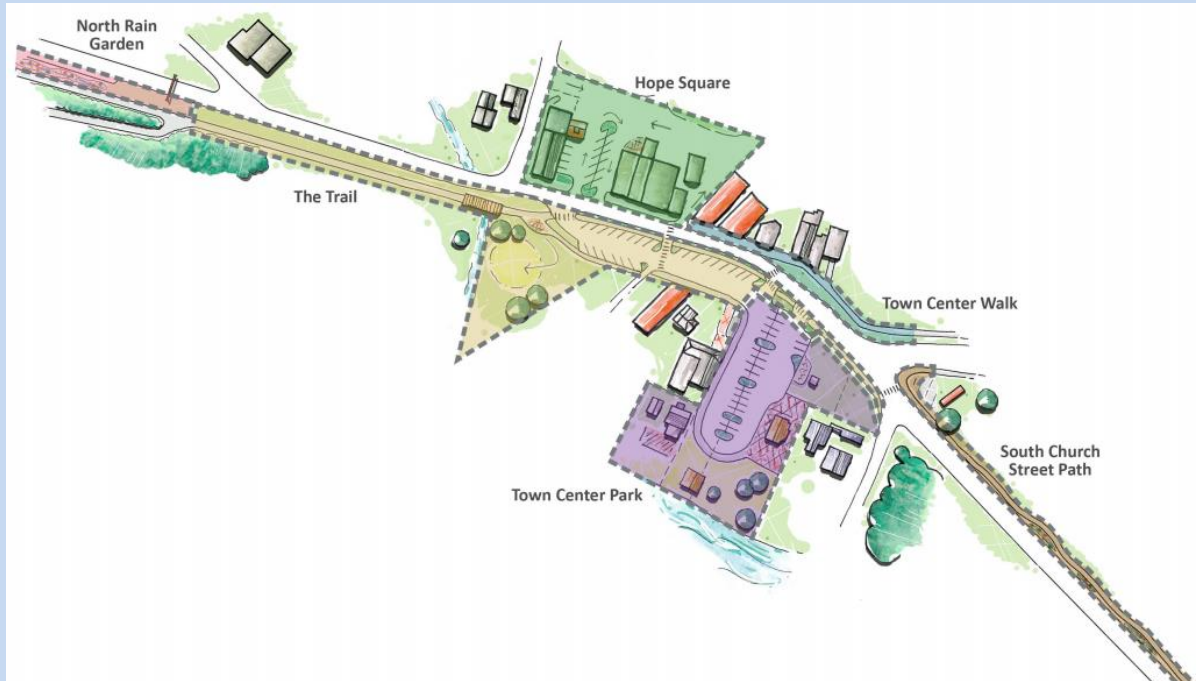 North Rain
Garden
Hope Square
The Trail
Town Center Walk
South Church
Street Path
Town Center Park